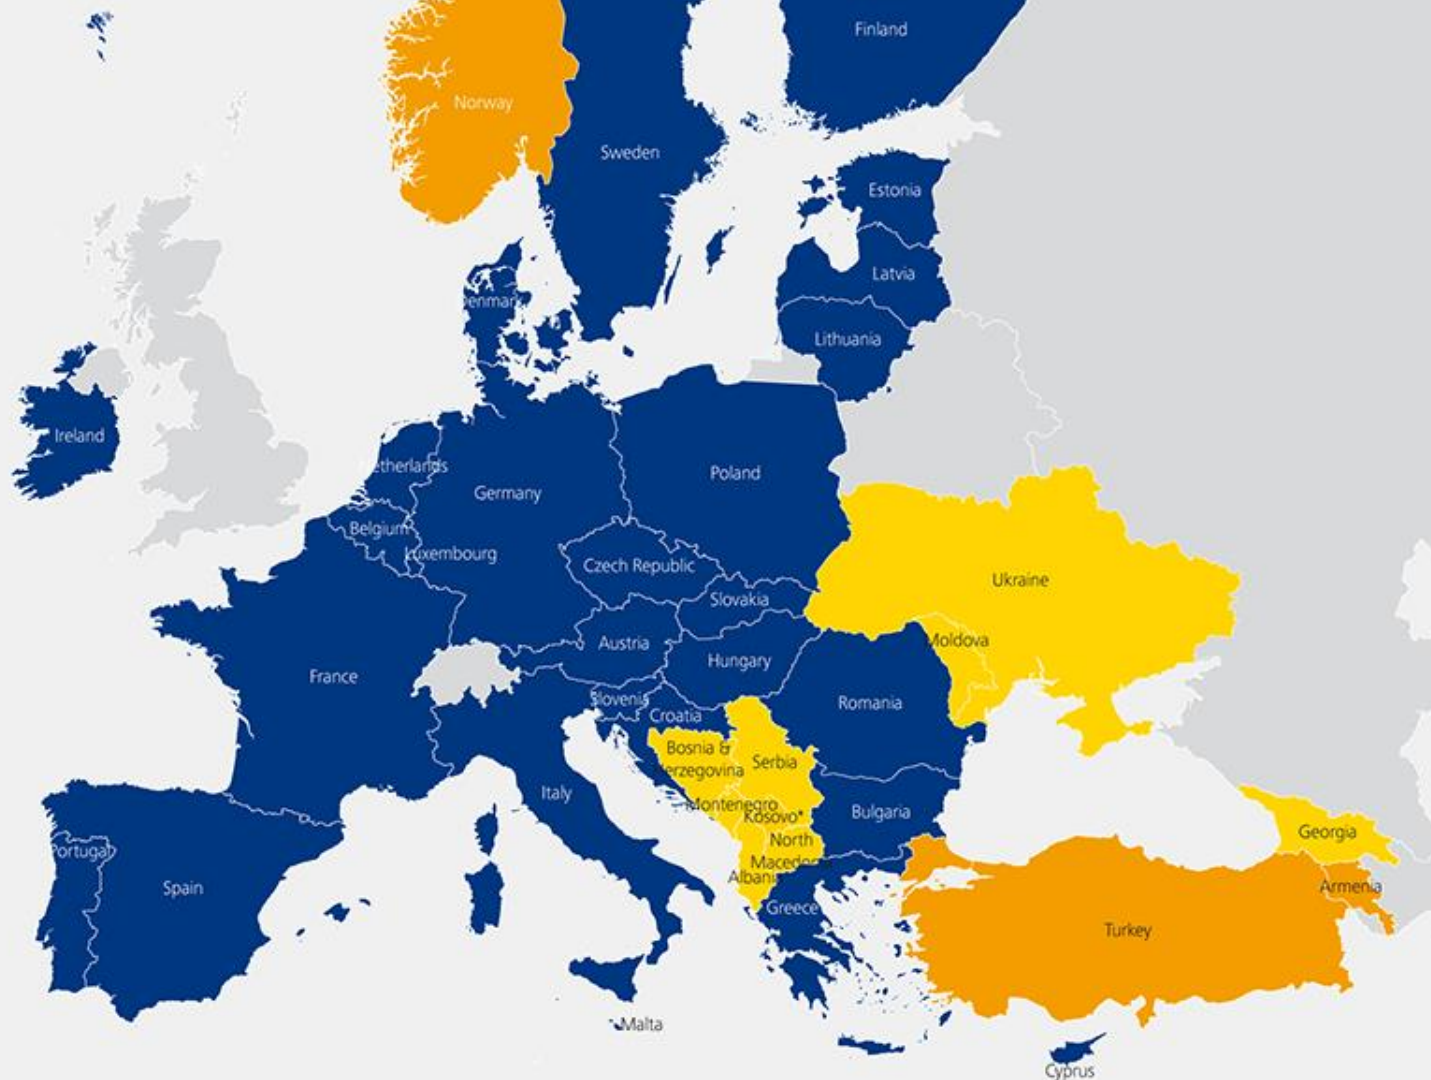 Finland
Norway
Sweden
Estonia
Latvia
Denmark
Lithuania
Ireland
Netherlands
Poland
Germany
Belgium
Luxembourg
Czech Republic
Ukraine
Slovakia
Austria
Moldova
Hungary
France
Slovenia
Romania
Croatia
Bosnia &
Herzegovina
Serbia
Italy
Montenegro
Kosovo*
Bulgaria
Georgia
North
Macedon
Portugal
Albani
Spain
Armenia
Greece
Turkey
Malta
Cyprus